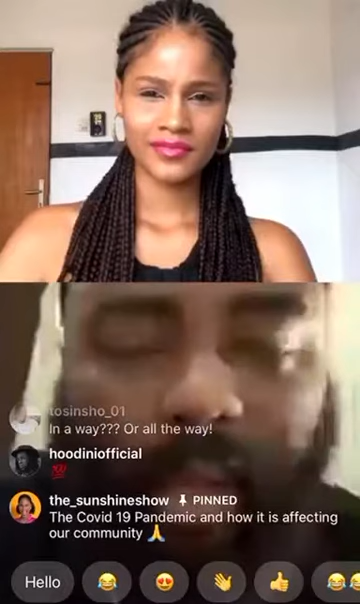 tosinsho_01
In a way??? Or all the way!
hoodiniofficial
💯
the_sunshineshow 📌 PINNED
The Covid 19 Pandemic and how it is affecting
our community 🙏
Hello 😂 😍 👋 👍 😂